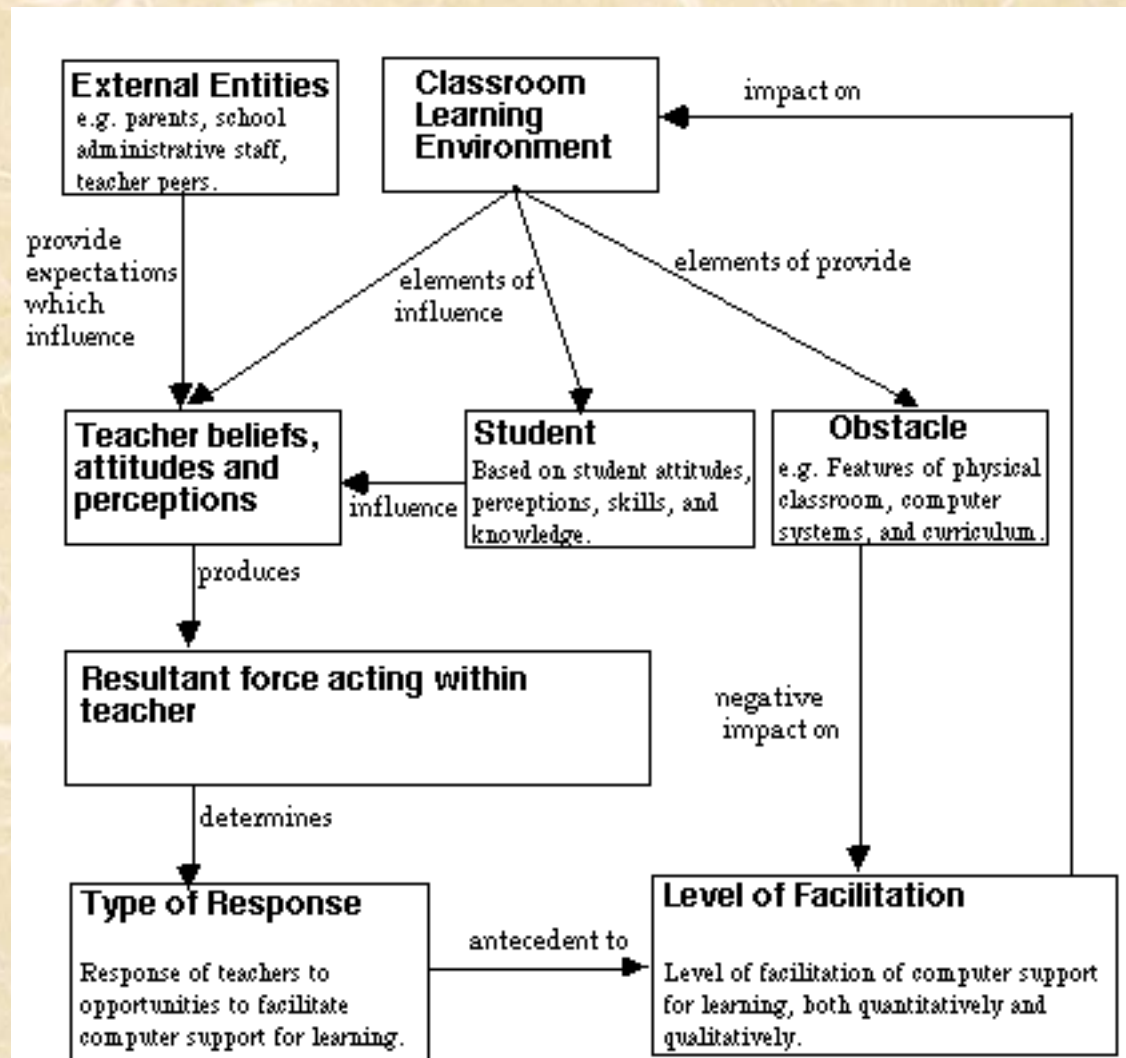 External Entities
e.g. parents, school
administrative staff,
teacher peers.
Classroom
Learning
Environment
impact on
provide
expectations
which
influence
elements of
influence
elements of provide
Teacher beliefs,
attitudes and
perceptions
influence
Student
Based on student attitudes,
perceptions, skills, and
knowledge.
Obstacle
e.g. Features of physical
classroom, computer
systems, and curriculum.
produces
Resultant force acting within
teacher
negative
impact on
determines
Type of Response
Response of teachers to
opportunities to facilitate
computer support for learning.
antecedent to
Level of Facilitation
Level of facilitation of computer support
for learning, both quantitatively and
qualitatively.